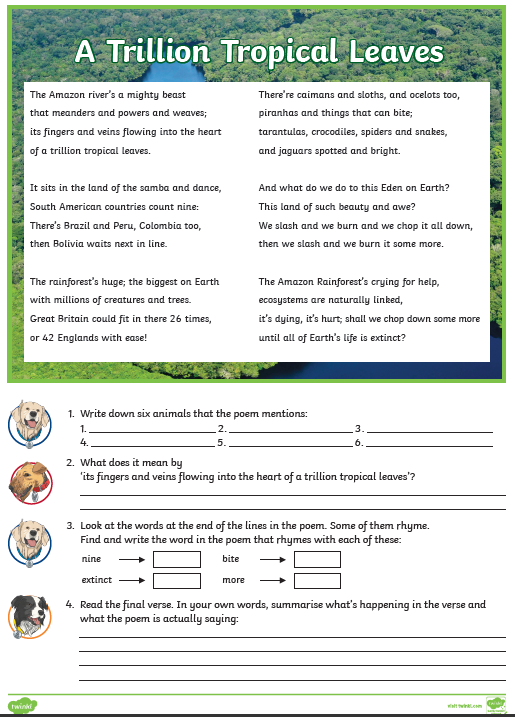 A Trillion Tropical Leaves
The Amazon river's a mighty beast
that meanders and powers and weaves;
its fingers and veins flowing into the heart
of a trillion tropical leaves.
It sits in the land of the samba and dance,
South American countries count nine:
There's Brazil and Peru, Colombia too,
then Bolivia waits next in line.
The rainforest's huge; the biggest on Earth
with millions of creatures and trees.
Great Britain could fit in there 26 times,
or 42 Englands with ease!
There're caimans and sloths, and ocelots too,
piranhas and things that can bite;
tarantulas, crocodiles, spiders and snakes,
and jaguars spotted and bright.
And what do we do to this Eden on Earth?
This land of such beauty and awe?
We slash and we burn and we chop it all down,
then we slash and we burn it some more.
The Amazon Rainforest's crying for help,
ecosystems are naturally linked,
it's dying, it's hurt; shall we chop down some more
until all of Earth's life is extinct?
1. Write down six animals that the poem mentions:
1. 2. 3.
4. 5. 6.
2. What does it mean by
'its fingers and veins flowing into the heart of a trillion tropical leaves'?
3. Look at the words at the end of the lines in the poem. Some of them rhyme.
Find and write the word in the poem that rhymes with each of these:
nine bite
extinct more
4. Read the final verse. In your own words, summarise what's happening in the verse and
what the poem is actually saying:
twinkl visit twinkl.com twinkl